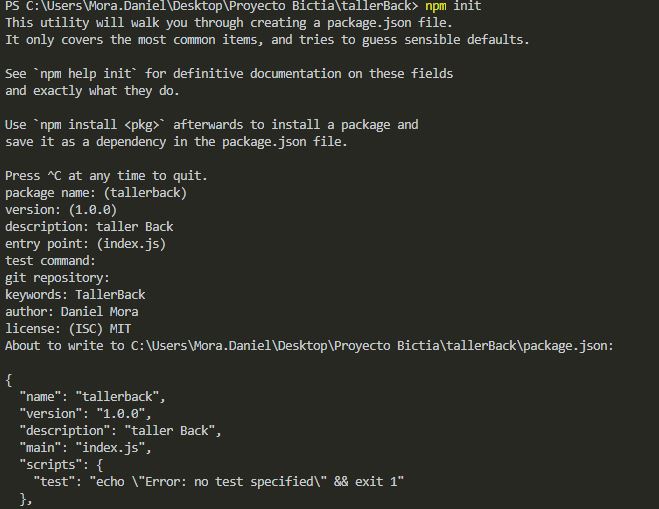 PS C:\Users\Mora.Daniel\Desktop\Proyecto Bictia\tallerBack> npm init
This utility will walk you through creating a package.json file.
It only covers the most common items, and tries to guess sensible defaults.
See `npm help init` for definitive documentation on these fields
and exactly what they do.
Use `npm install <pkg>` afterwards to install a package and
save it as a dependency in the package.json file.
Press ^C at any time to quit.
package name: (tallerback)
version: (1.0.0)
description: taller Back
entry point: (index.js)
test command:
git repository:
keywords: TallerBack
author: Daniel Mora
license: (ISC) MIT
About to write to C:\Users\Mora.Daniel\Desktop\Proyecto Bictia\tallerBack\package.json:
{
  "name": "tallerback",
  "version": "1.0.0",
  "description": "taller Back",
  "main": "index.js",
  "scripts": {
    "test": "echo \"Error: no test specified\" && exit 1"
  },